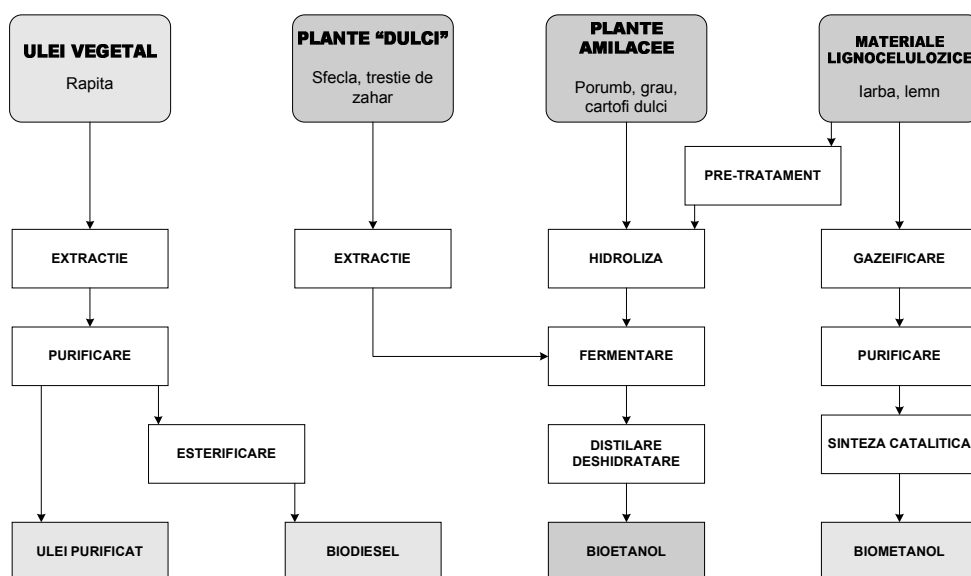 ULEI VEGETAL
Rapita
PLANTE “DULCI”
Sfecla, trestie de
zahar
PLANTE
AMILACEE
Porumb, grau,
cartofi dulci
MATERIALE
LIGNOCELULOZICE
Iarba, lemn
PRE-TRATAMENT
EXTRACTIE
EXTRACTIE
HIDROLIZA
GAZEIFICARE
PURIFICARE
FERMENTARE
PURIFICARE
ESTERIFICARE
DISTILARE
DESHIDRATARE
SINTEZA CATALITICA
ULEI PURIFICAT
BIODIESEL
BIOETANOL
BIOMETANOL